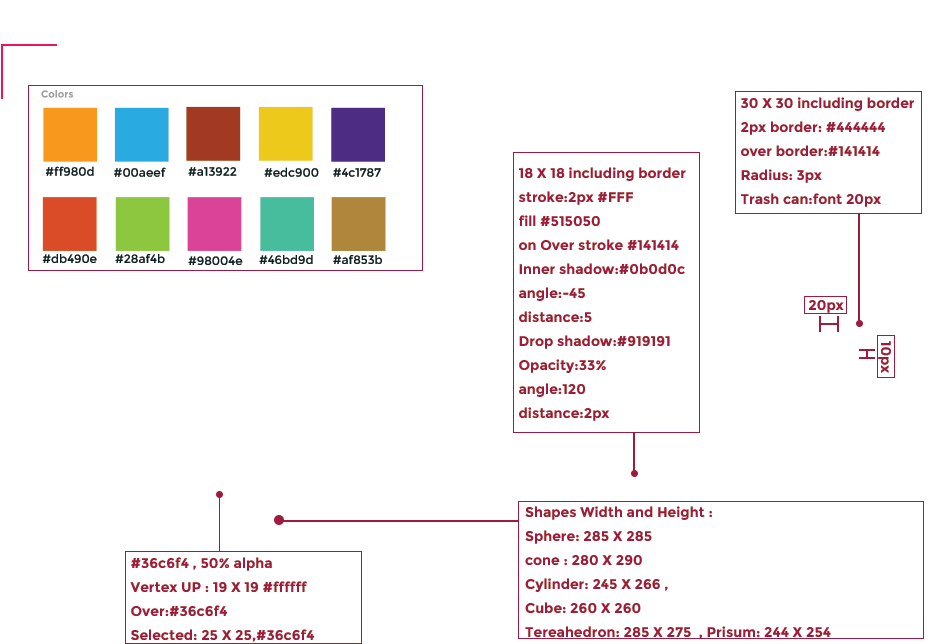 Colors
#ff980d #00aeef #a13922 #edc900 #4c1787
#db490e #28af4b #98004e #46bd9d #af853b
30 X 30 including border
2px border: #444444
over border:#141414
Radius: 3px
Trash can:font 20px
18 X 18 including border
stroke:2px #FFF
fill #515050
on Over stroke #141414
Inner shadow:#0b0d0c
angle:-45
distance:5
Drop shadow:#919191
Opacity:33%
angle:120
distance:2px
20px
10px
#36c6f4 , 50% alpha
Vertex UP : 19 X 19 #ffffff
Over:#36c6f4
Selected: 25 X 25,#36c6f4
Shapes Width and Height :
Sphere: 285 X 285
cone : 280 X 290
Cylinder: 245 X 266 ,
Cube: 260 X 260
Tereahedron: 285 X 275 , Prisum: 244 X 254